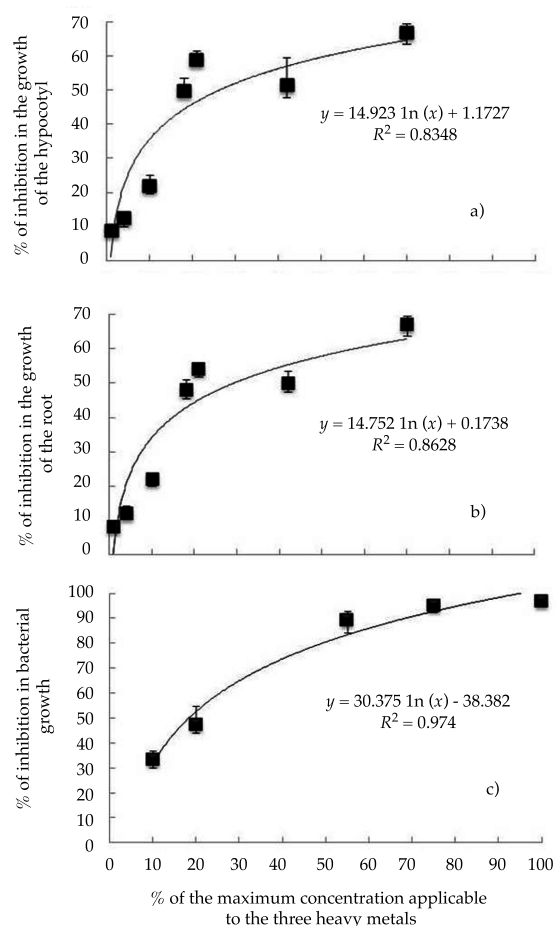 70
60
50
40
30
20
10
0
% of inhibition in the growth
of the hypocotyl
y = 14.923 1n (x) + 1.1727
R² = 0.8348
a)
70
60
50
40
30
20
10
0
% of inhibition in the growth
of the root
y = 14.752 1n (x) + 0.1738
R² = 0.8628
b)
100
90
80
70
60
50
40
30
20
10
0
% of inhibition in bacterial
growth
y = 30.375 1n (x) - 38.382
R² = 0.974
c)
0 10 20 30 40 50 60 70 80 90 100
% of the maximum concentration applicable
to the three heavy metals